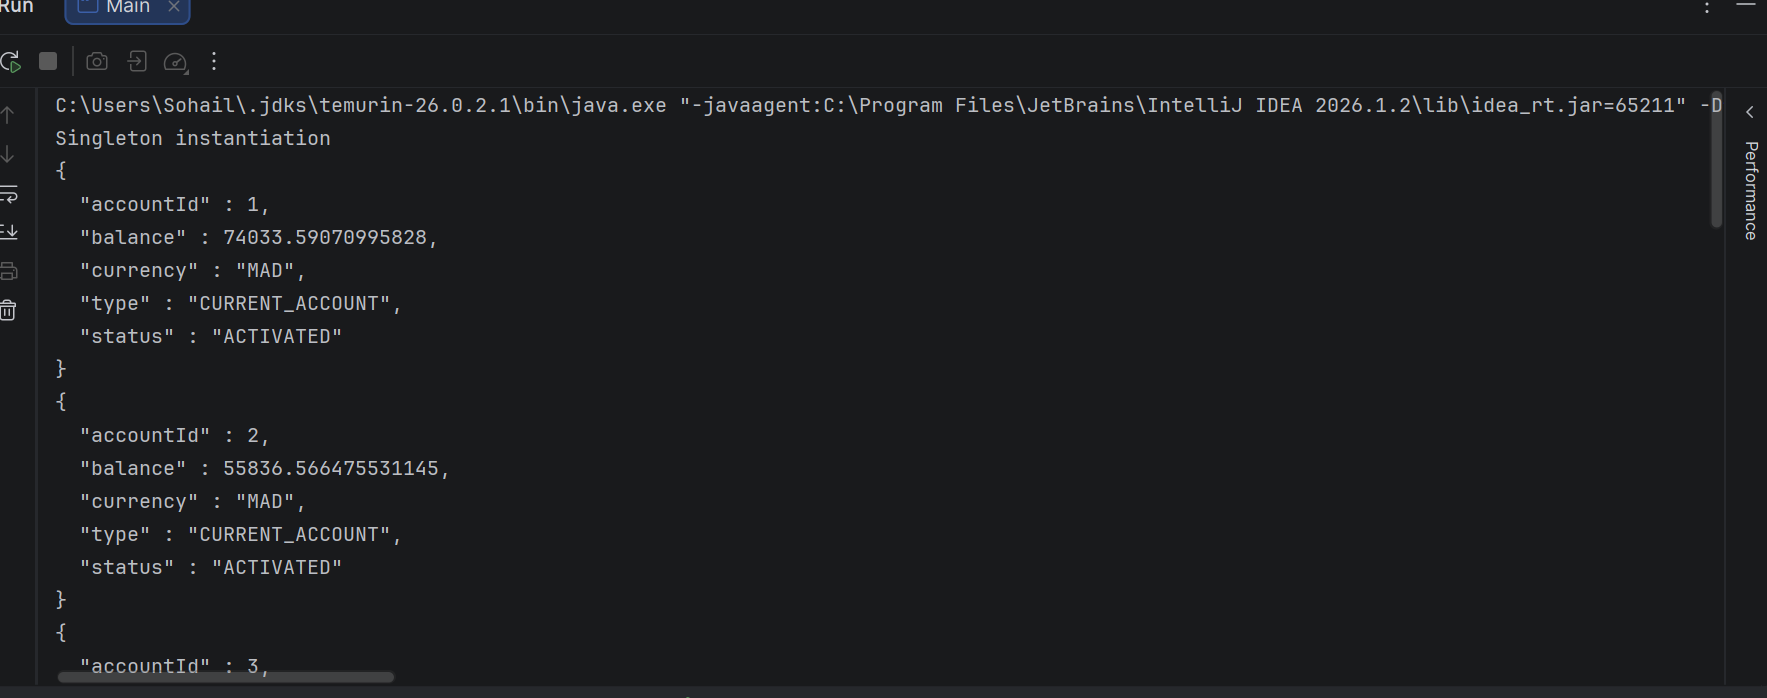 Run
Main
C:\Users\Sohail\.jdks\temurin-26.0.2.1\bin\java.exe "-javaagent:C:\Program Files\JetBrains\IntelliJ IDEA 2026.1.2\lib\idea_rt.jar=65211" -D
Singleton instantiation
{
  "accountId" : 1,
  "balance" : 74033.59070995828,
  "currency" : "MAD",
  "type" : "CURRENT_ACCOUNT",
  "status" : "ACTIVATED"
}
{
  "accountId" : 2,
  "balance" : 55836.566475531145,
  "currency" : "MAD",
  "type" : "CURRENT_ACCOUNT",
  "status" : "ACTIVATED"
}
{
  "accountId" : 3,
Performance